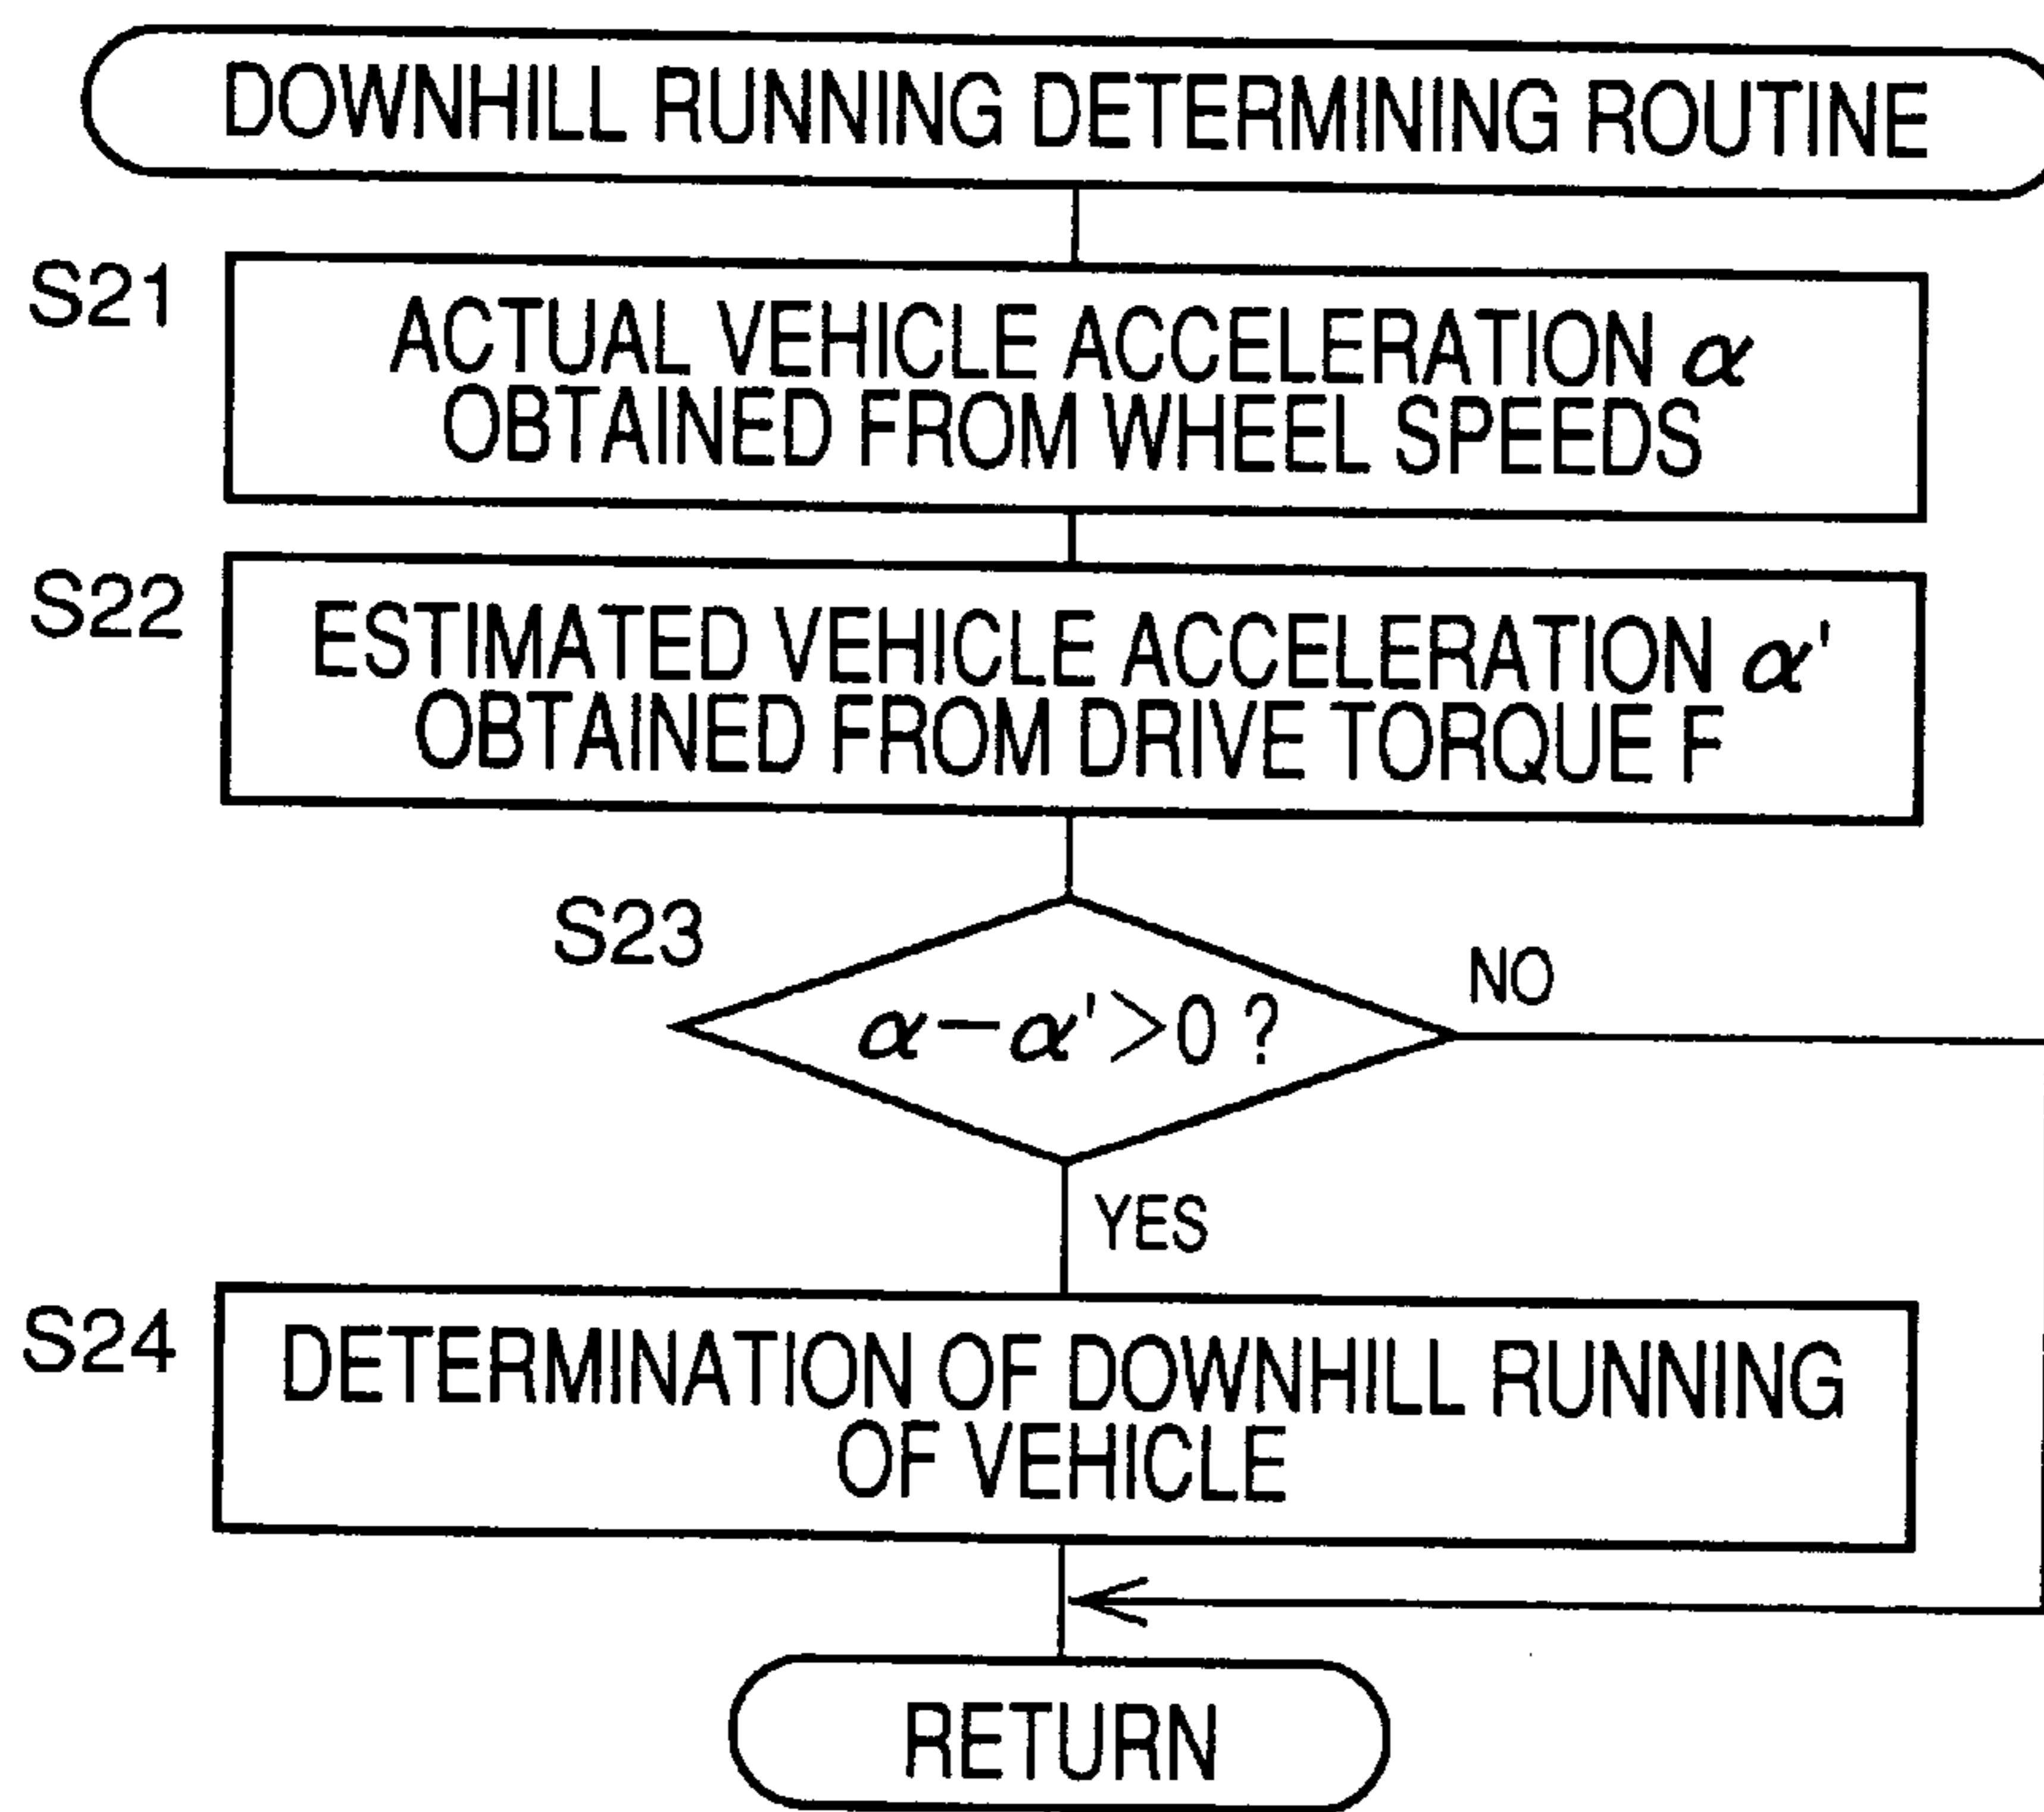 DOWNHILL RUNNING DETERMINING ROUTINE
S21
ACTUAL VEHICLE ACCELERATION α
OBTAINED FROM WHEEL SPEEDS
S22
ESTIMATED VEHICLE ACCELERATION α'
OBTAINED FROM DRIVE TORQUE F
S23
α-α'>0 ?
NO
YES
S24
DETERMINATION OF DOWNHILL RUNNING
OF VEHICLE
RETURN